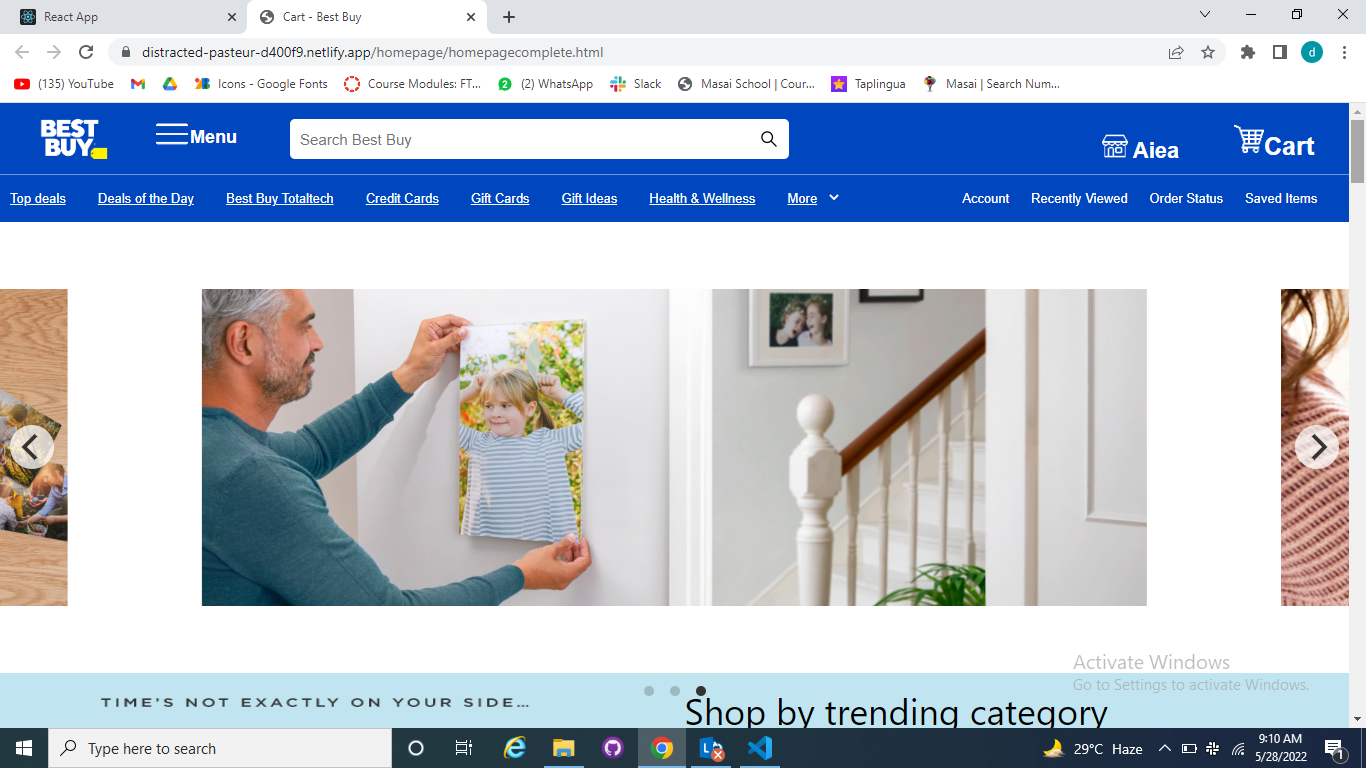 React App
Cart - Best Buy
distracted-pasteur-d400f9.netlify.app/homepage/homepagecomplete.html
d
(135) YouTube
Icons - Google Fonts
Course Modules: FT...
2
(2) WhatsApp
Slack
Masai School | Cour...
Taplingua
Masai | Search Num...
BEST
BUY
Menu
Search Best Buy
Aiea
Cart
Top deals
Deals of the Day
Best Buy Totaltech
Credit Cards
Gift Cards
Gift Ideas
Health & Wellness
More
Account
Recently Viewed
Order Status
Saved Items
Activate Windows
Go to Settings to activate Windows.
TIME'S NOT EXACTLY ON YOUR SIDE...
Shop by trending category
Type here to search
29°C Haze
9:10 AM
5/28/2022
1